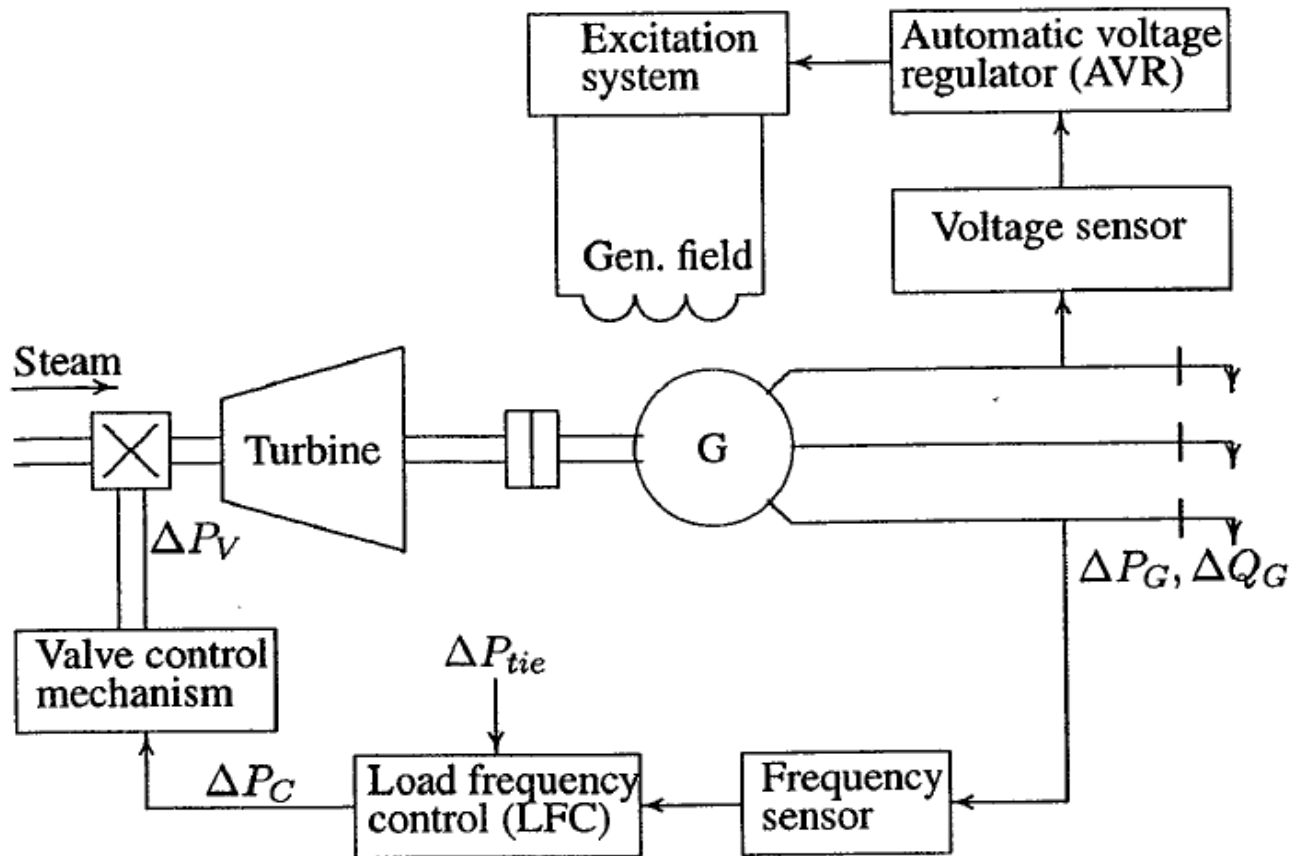 Excitation
system
Automatic voltage
regulator (AVR)
Voltage sensor
Gen. field
Steam
Turbine
G
ΔP_V
ΔP_G, ΔQ_G
Valve control
mechanism
ΔP_tie
ΔP_C
Load frequency
control (LFC)
Frequency
sensor